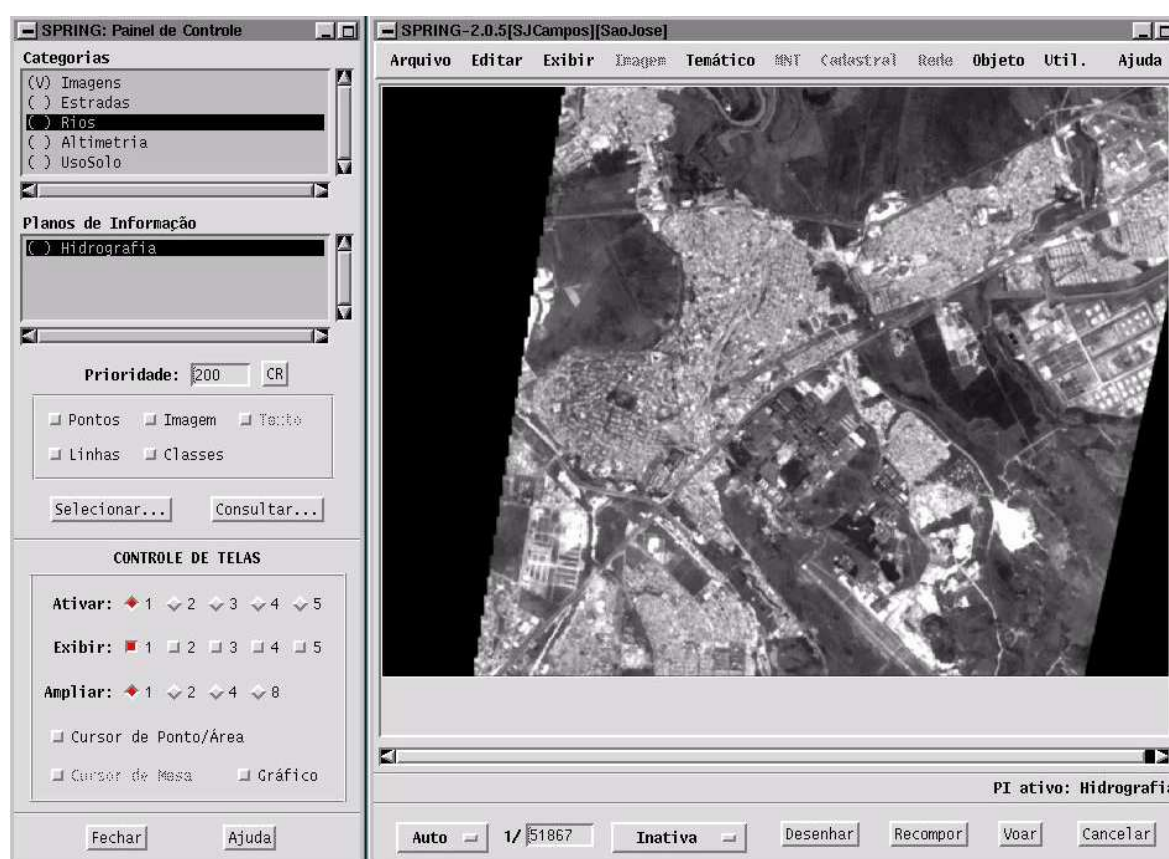 SPRING: Painel de Controle
Categorias
(V) Imagens
( ) Estradas
( ) Rios
( ) Altimetria
( ) UsoSolo
Planos de Informação
( ) Hidrografia
Prioridade: 200 CR
Pontos Imagem Texto
Linhas Classes
Selecionar... Consultar...
CONTROLE DE TELAS
Ativar: 1 2 3 4 5
Exibir: 1 2 3 4 5
Ampliar: 1 2 4 8
Cursor de Ponto/Área
Cursor de Mesa Gráfico
Fechar Ajuda
SPRING-2.0.5[SJCampos][SaoJose]
Arquivo Editar Exibir Imagem Temático MNT Cadastral Rede Objeto Util. Ajuda
PI ativo: Hidrografia
Auto 1/ 51867 Inativa Desenhar Recompor Voar Cancelar